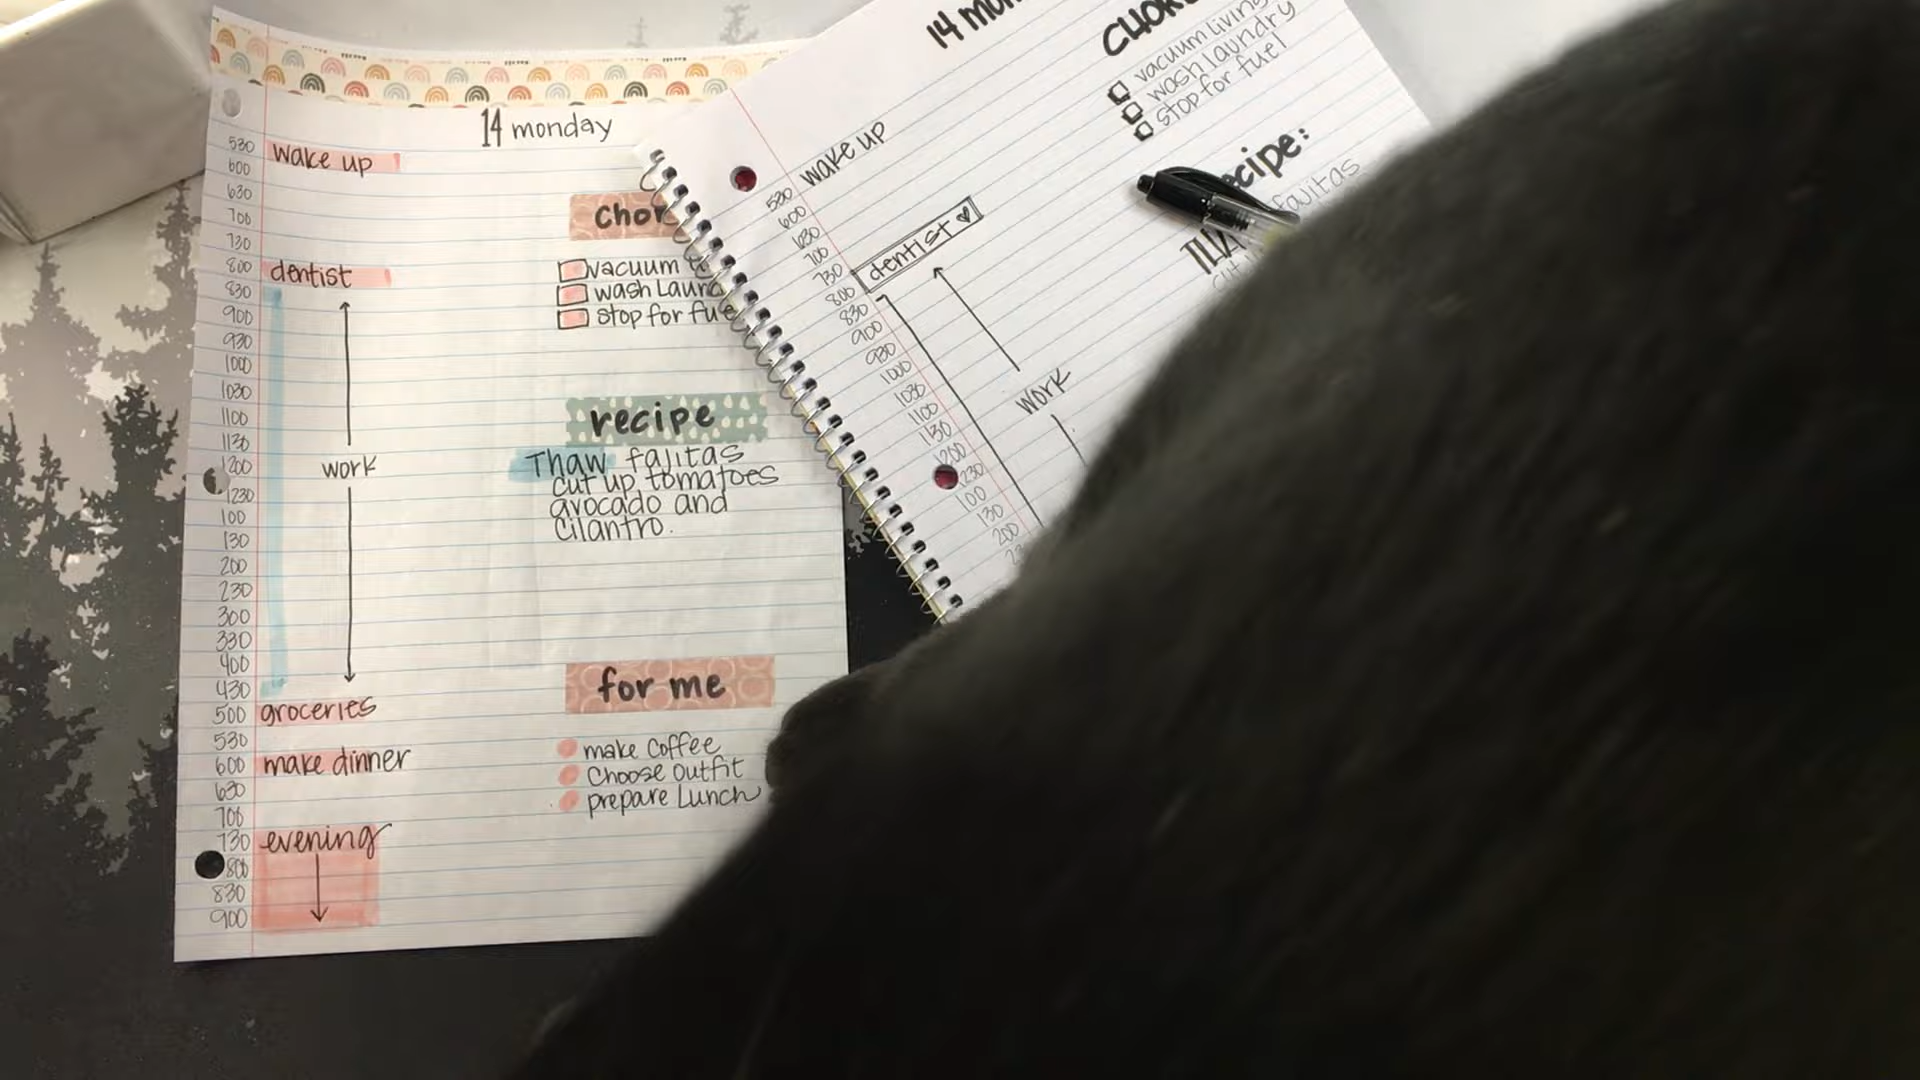 14 monday
530 wake up
600
630
700
730
800 dentist
830
900
930
1000
1030
1100
1130
1200 work
1230
100
130
200
230
300
330
400
430
500 groceries
530
600 make dinner
630
700
730 evening
800
830
900
vacuum
wash
stop for
recipe
Thaw fajitas
cut up tomatoes
avocado and
cilantro.
for me
make coffee
choose outfit
prepare Lunch
14
vacuum living
wash laundry
stop for fuel
fajitas
wake up
530
600
630
700
730 dentist
800
830
900
930
1000
1030 work
1100
1130
1200
1230
100
130
200